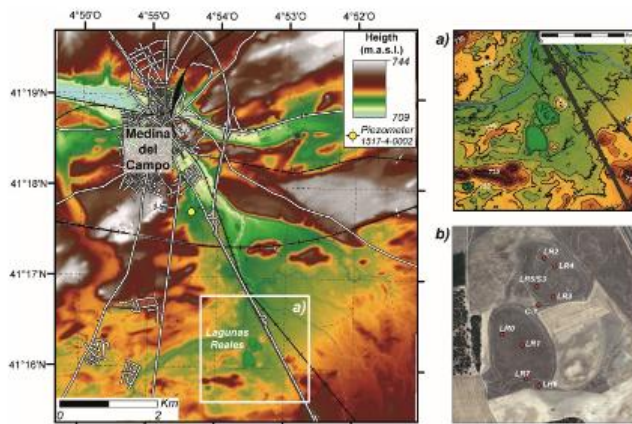 4°56'O 4°55'O 4°54'O 4°53'O 4°52'O
41°19'N
41°18'N
41°17'N
41°16'N
Heigth
(m.a.s.l.)
744
709
Piezometer
1517-4-0002
Medina
del
Campo
a)
Lagunas
Reales
Km
0 2
a)
b)
LR2
LR4
LR5/S3
LR3
LR0
LR1
LR7